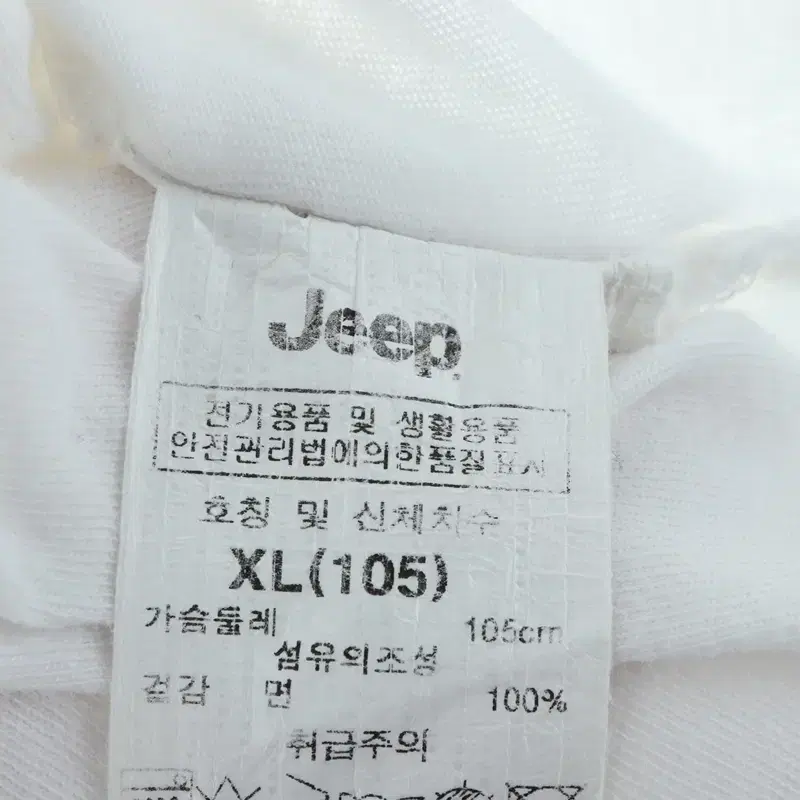 Jeep
전기용품 및 생활용품
안전관리법에의한품질표시
호칭 및 신체치수
XL(105)
가슴둘레 105cm
섬유의조성
겉감 면 100%
취급주의